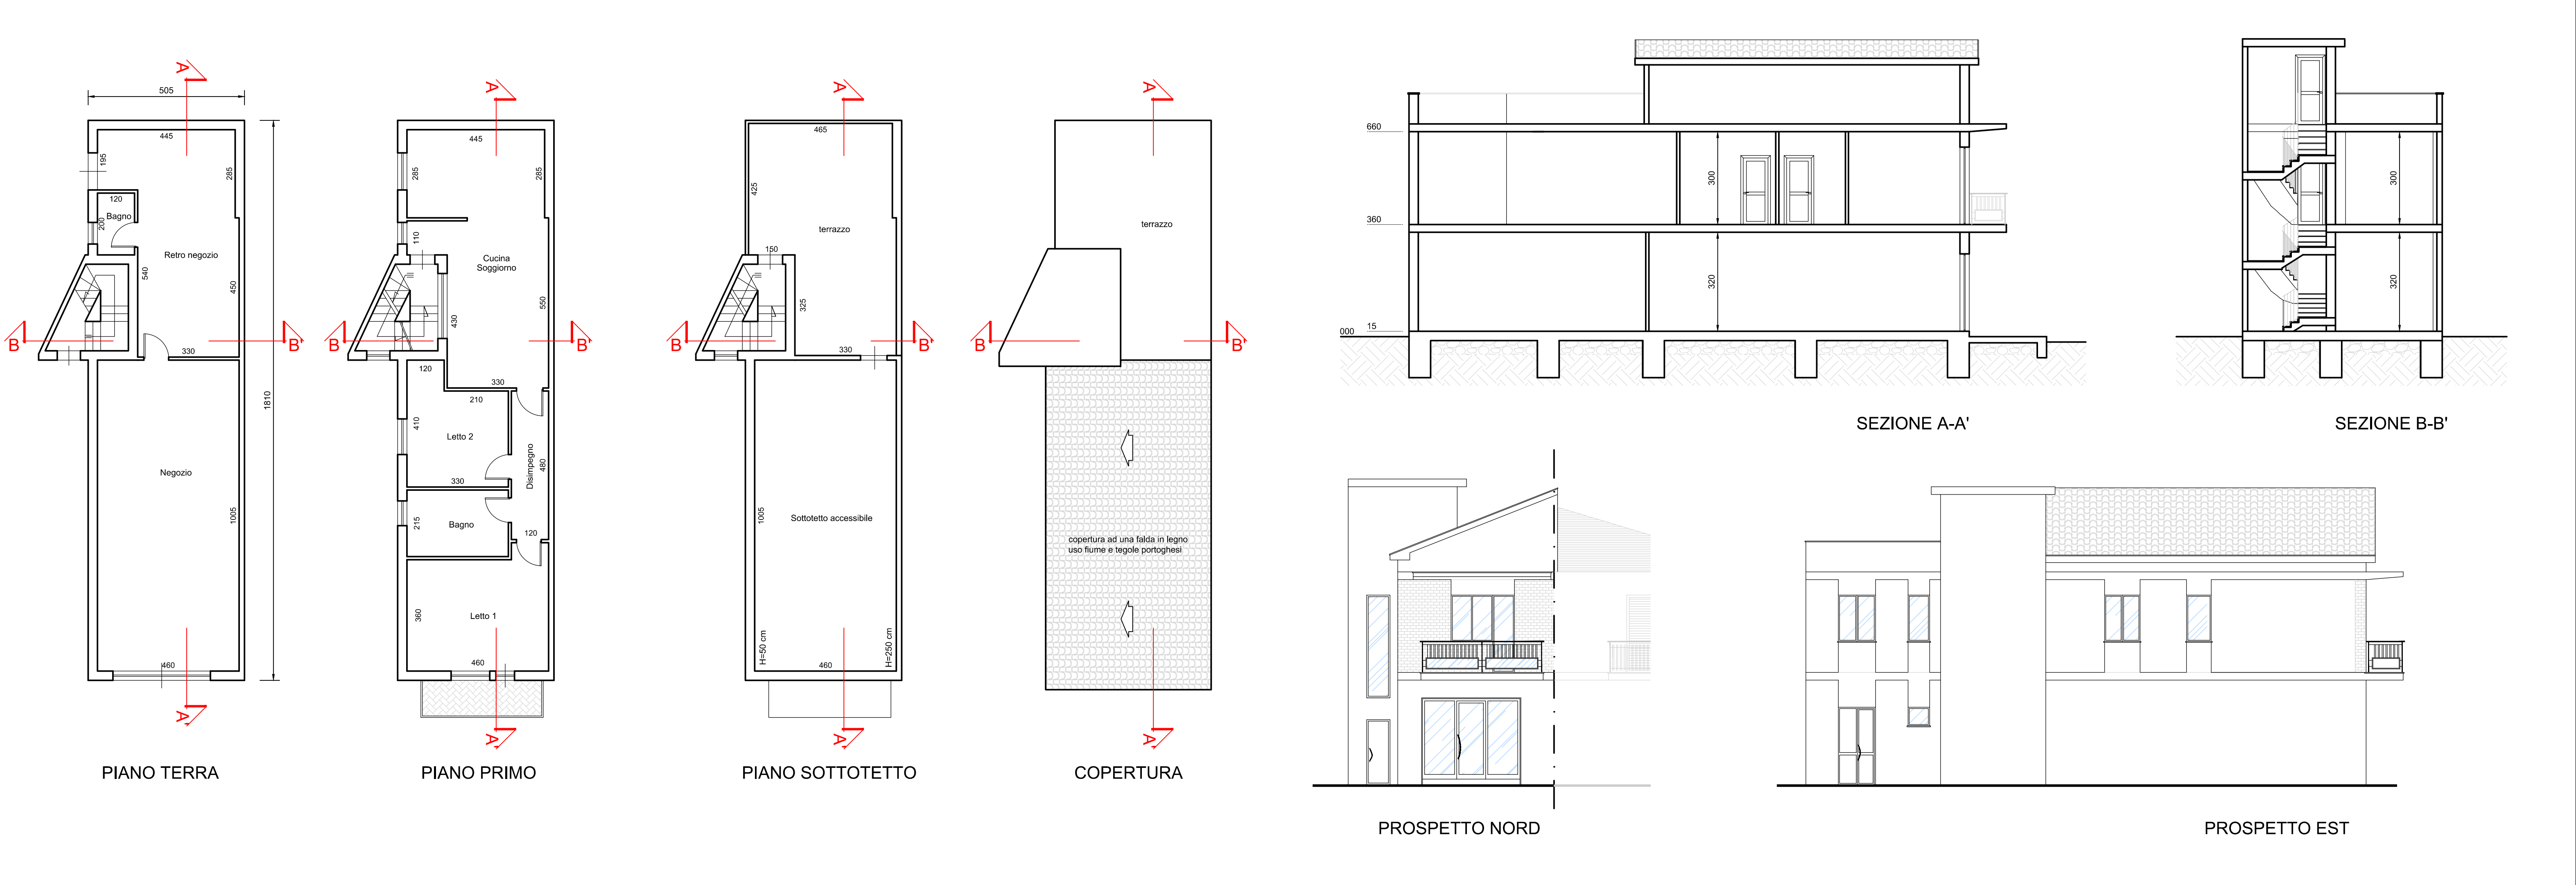 A
505
445
195
285
120
Bagno
200
Retro negozio
540
450
B
B'
330
1810
Negozio
1005
460
A'
PIANO TERRA
A
445
285
285
110
Cucina
Soggiorno
550
430
B
B'
120
330
210
410
Letto 2
330
Disimpegno
480
215
Bagno
120
360
Letto 1
460
A'
PIANO PRIMO
A
465
425
terrazzo
150
325
B
B'
330
1005
Sottotetto accessibile
H=50 cm
H=250 cm
460
A'
PIANO SOTTOTETTO
A
terrazzo
B
B'
copertura ad una falda in legno
uso fiume e tegole portoghesi
A'
COPERTURA
660
300
360
320
000
15
SEZIONE A-A'
300
320
SEZIONE B-B'
PROSPETTO NORD
PROSPETTO EST